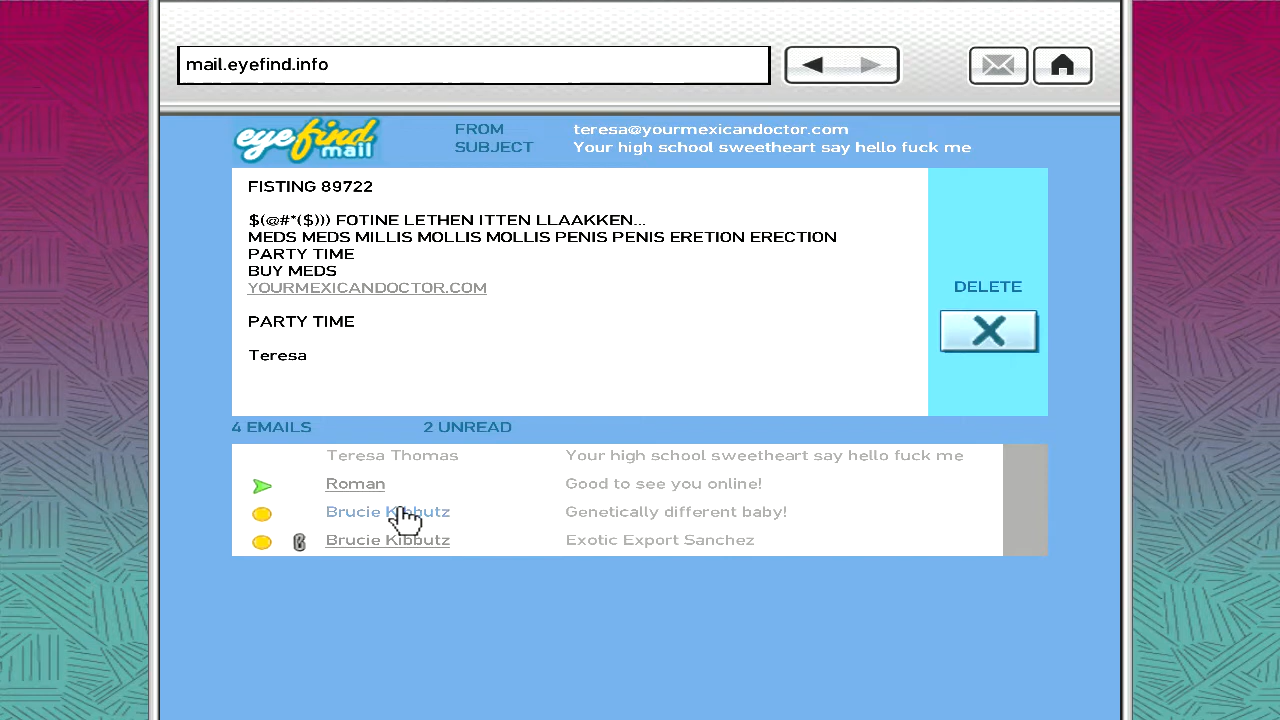 mail.eyefind.info
eyefind mail
FROM teresa@yourmexicandoctor.com
SUBJECT Your high school sweetheart say hello fuck me
FISTING 89722
$(@#*($))) FOTINE LETHEN ITTEN LLAAKKEN...
MEDS MEDS MILLIS MOLLIS MOLLIS PENIS PENIS ERETION ERECTION
PARTY TIME
BUY MEDS
YOURMEXICANDOCTOR.COM
PARTY TIME
Teresa
DELETE
4 EMAILS 2 UNREAD
Teresa Thomas Your high school sweetheart say hello fuck me
Roman Good to see you online!
Brucie Kibbutz Genetically different baby!
Brucie Kibbutz Exotic Export Sanchez